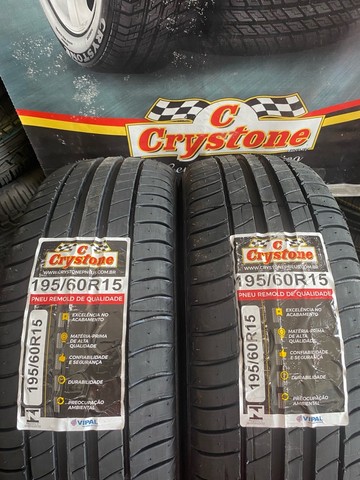 CRYSTONE
C
Crystone
C
Crystone
WWW.CRYSTONEPNEUS.COM.BR
195/60R15
PNEU REMOLD DE QUALIDADE
195/60R15
EXCELÊNCIA NO
ACABAMENTO
MATÉRIA-PRIMA
DE ALTA
QUALIDADE
CONFIABILIDADE
E SEGURANÇA
DURABILIDADE
PREOCUPAÇÃO
AMBIENTAL
VIPAL
C
Crystone
WWW.CRYSTONEPNEUS.COM.BR
195/60R15
PNEU REMOLD DE QUALIDADE
195/60R15
EXCELÊNCIA NO
ACABAMENTO
MATÉRIA-PRIMA
DE ALTA
QUALIDADE
CONFIABILIDADE
E SEGURANÇA
DURABILIDADE
PREOCUPAÇÃO
AMBIENTAL
VIPAL